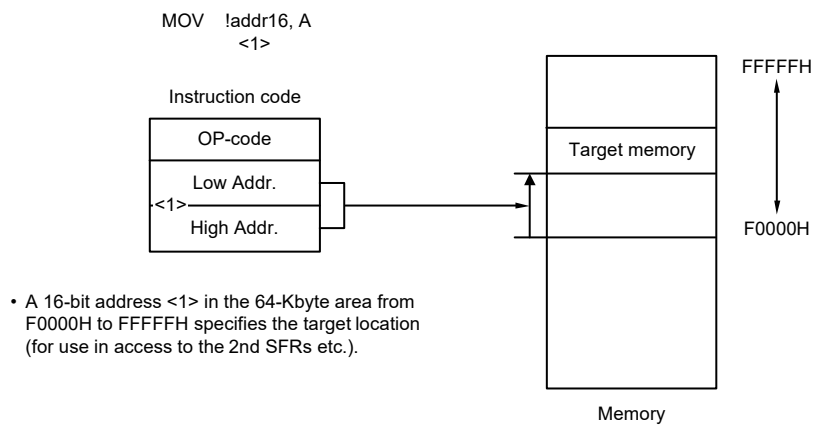 MOV !addr16, A
<1>
Instruction code
OP-code
Low Addr.
<1>
High Addr.
FFFFFH
Target memory
F0000H
• A 16-bit address <1> in the 64-Kbyte area from
F0000H to FFFFFH specifies the target location
(for use in access to the 2nd SFRs etc.).
Memory